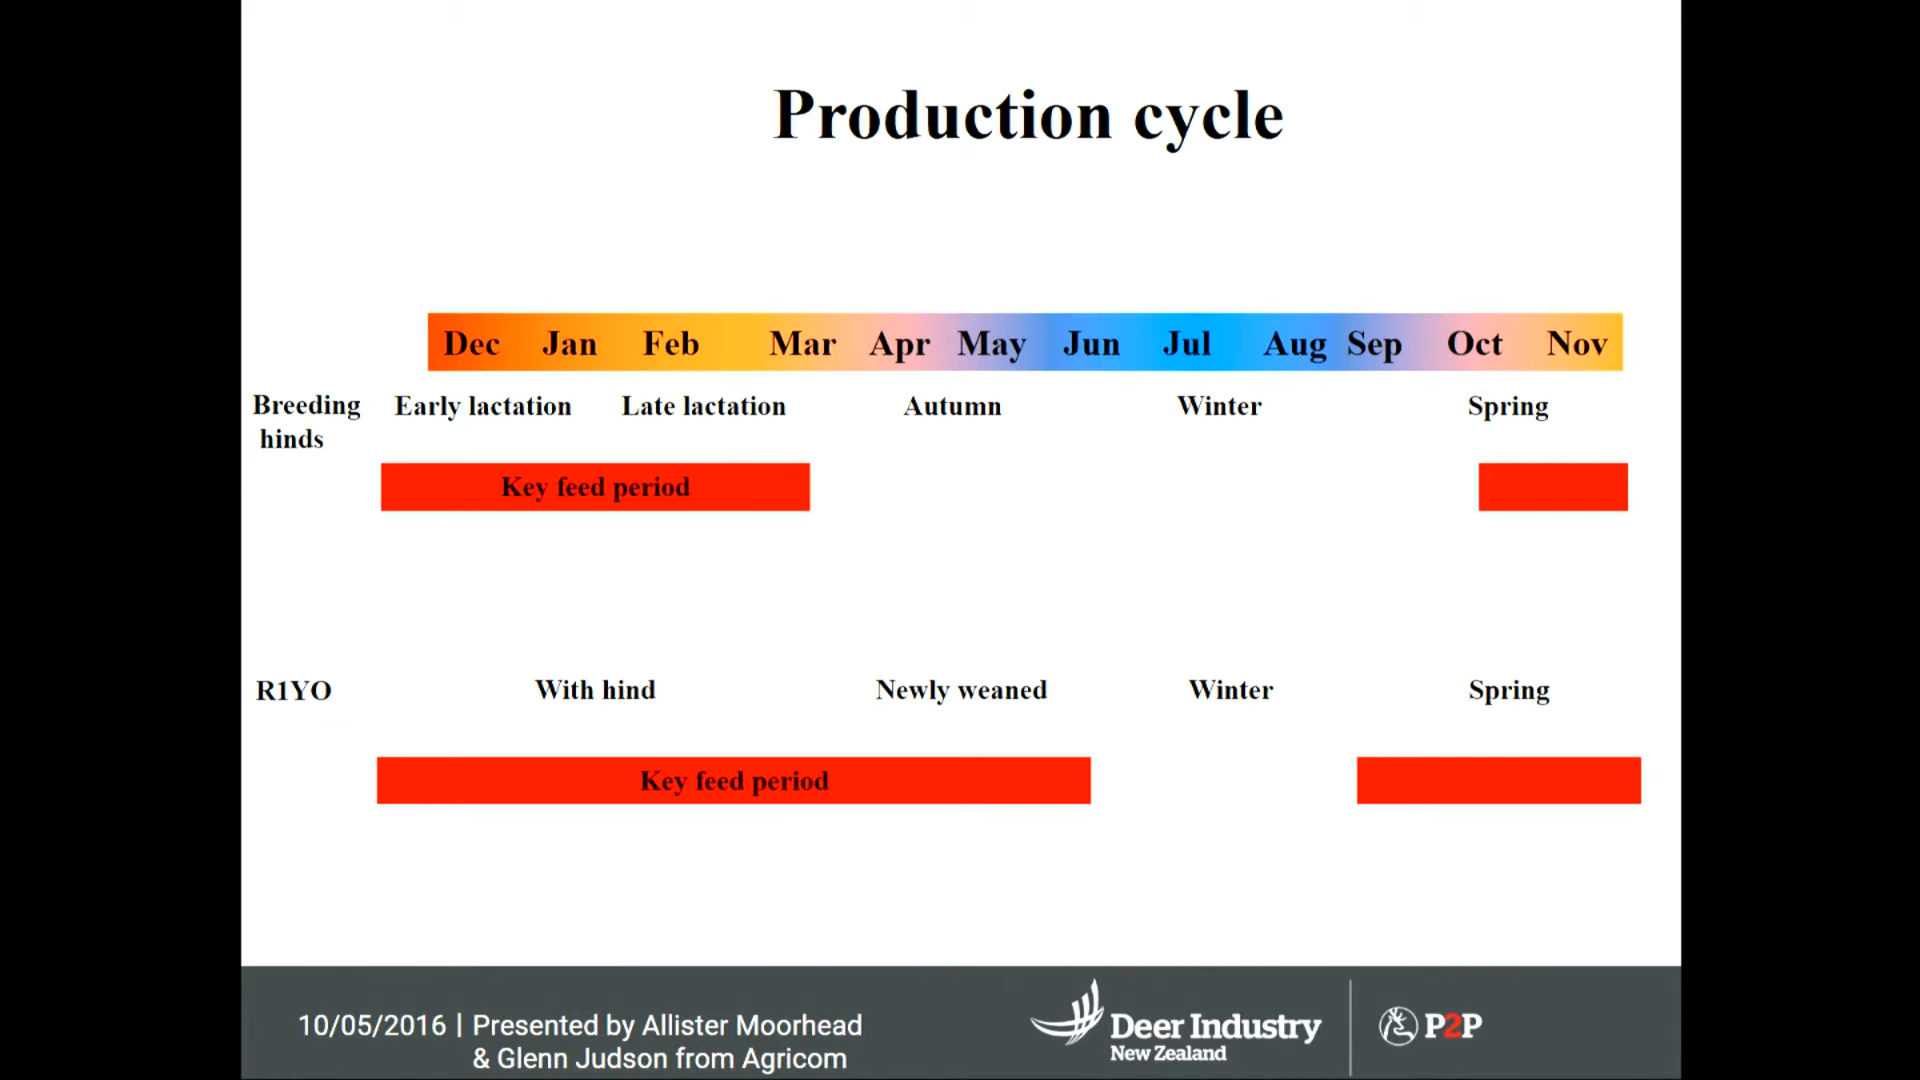 Production cycle
Dec Jan Feb Mar Apr May Jun Jul Aug Sep Oct Nov
Breeding hinds Early lactation Late lactation Autumn Winter Spring
Key feed period
R1YO With hind Newly weaned Winter Spring
Key feed period
10/05/2016 | Presented by Allister Moorhead
& Glenn Judson from Agricom
Deer Industry
New Zealand
P2P